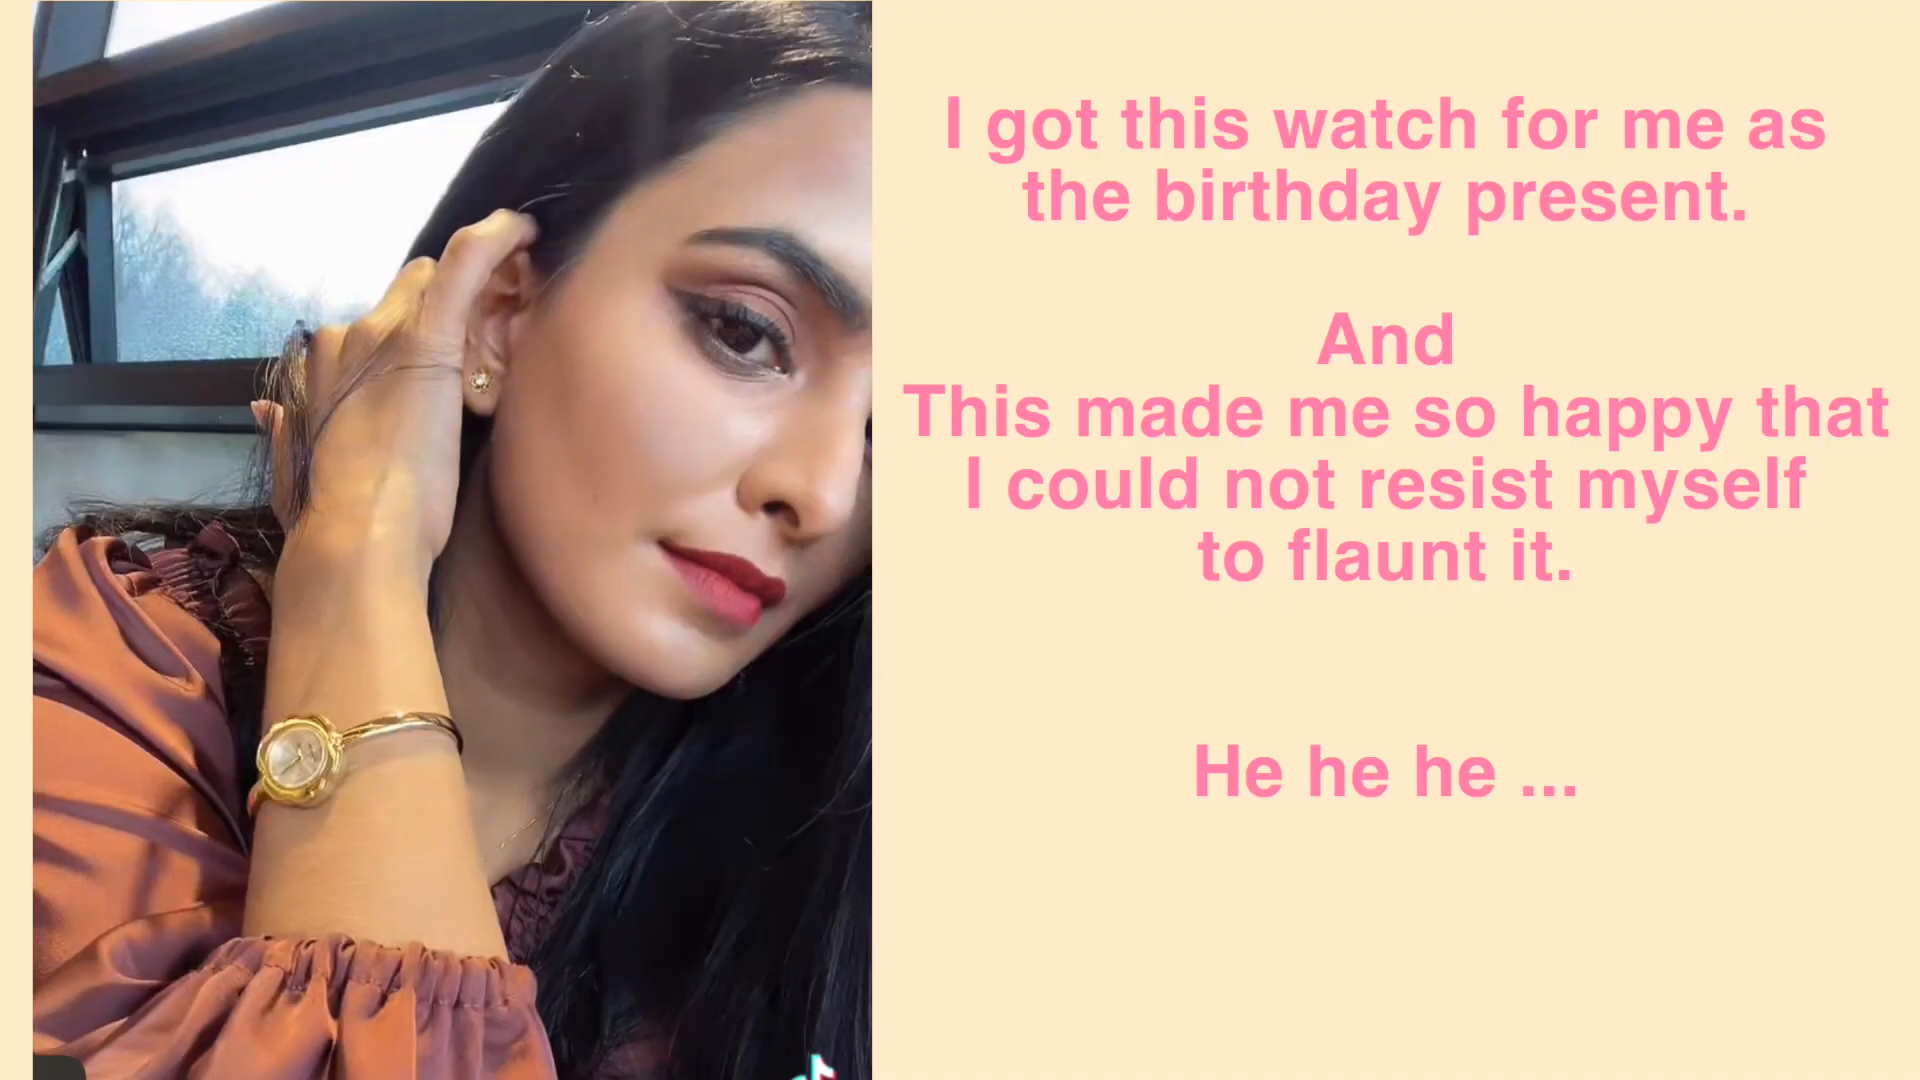 I got this watch for me as
the birthday present.
And
This made me so happy that
I could not resist myself
to flaunt it.
He he he ...